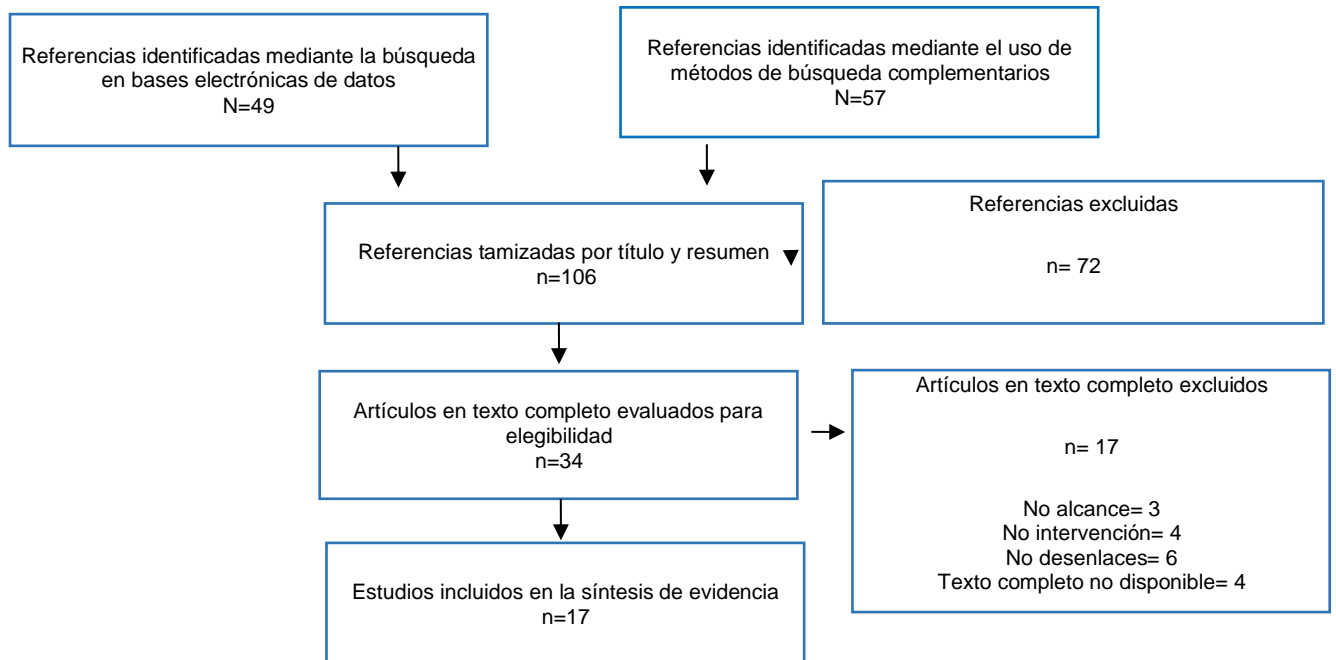 Referencias identificadas mediante la búsqueda
en bases electrónicas de datos
N=49
Referencias identificadas mediante el uso de
métodos de búsqueda complementarios
N=57
Referencias tamizadas por título y resumen
n=106
Referencias excluidas
n= 72
Artículos en texto completo evaluados para
elegibilidad
n=34
Artículos en texto completo excluidos
n= 17
No alcance= 3
No intervención= 4
No desenlaces= 6
Texto completo no disponible= 4
Estudios incluidos en la síntesis de evidencia
n=17